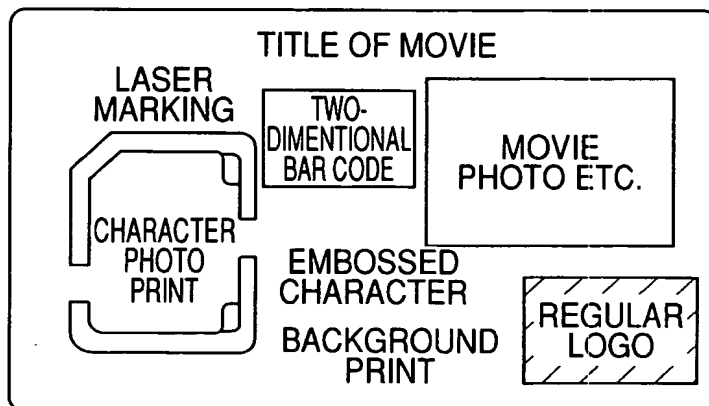 TITLE OF MOVIE
LASER
MARKING
TWO-
DIMENTIONAL
BAR CODE
MOVIE
PHOTO ETC.
CHARACTER
PHOTO
PRINT
EMBOSSED
CHARACTER
BACKGROUND
PRINT
REGULAR
LOGO